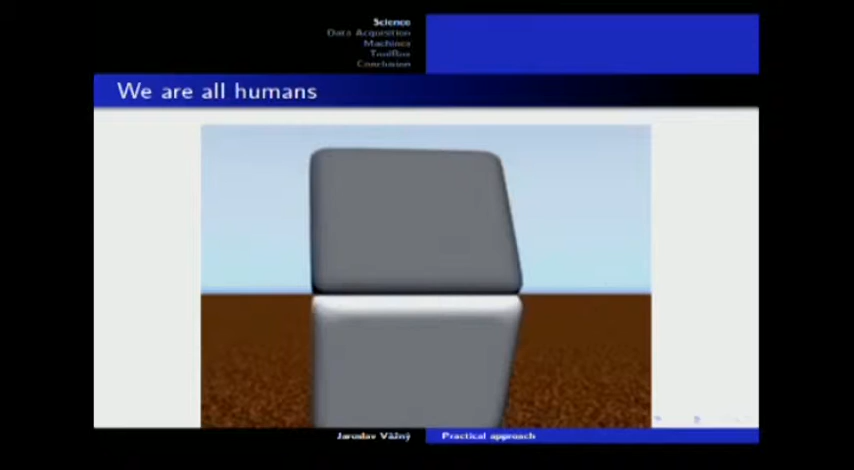 Science
Data Acquisition
Machines
ToolBox
Conclusion
We are all humans
Jaroslav Vážný
Practical approach